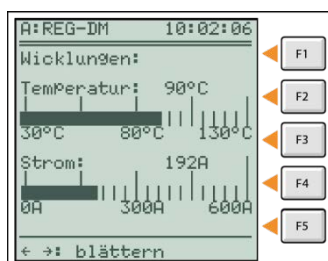 A:REG-DM 10:02:06
Wicklungen:
Temperatur: 90°C
30°C 80°C 130°C
Strom: 192A
0A 300A 600A
← →: blättern
F1
F2
F3
F4
F5